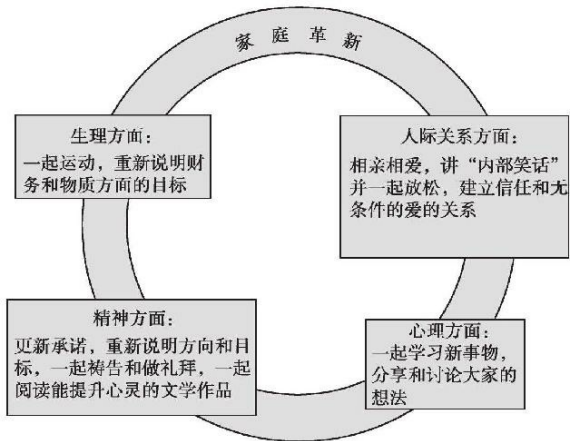 家庭革新
生理方面：
一起运动，重新说明财
务和物质方面的目标
人际关系方面：
相亲相爱，讲“内部笑话”
并一起放松，建立信任和无
条件的爱的关系
精神方面：
更新承诺，重新说明方向和目
标，一起祷告和做礼拜，一起
阅读能提升心灵的文学作品
心理方面：
一起学习新事物，
分享和讨论大家的
想法